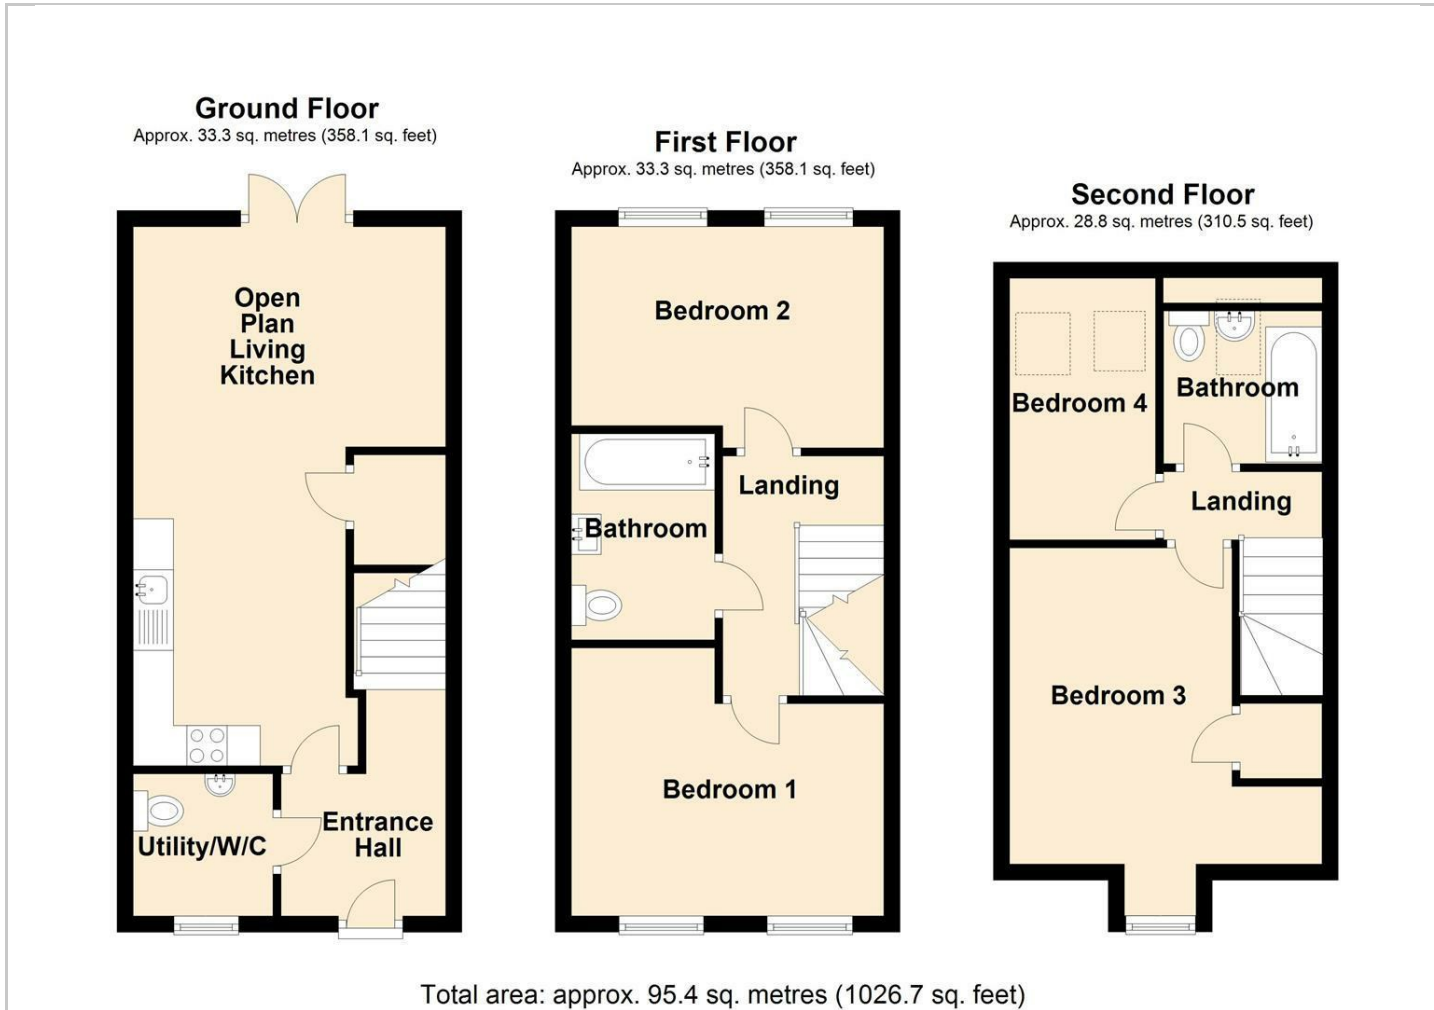 Ground Floor
Approx. 33.3 sq. metres (358.1 sq. feet)
Open
Plan
Living
Kitchen
Utility/W/C
Entrance
Hall
First Floor
Approx. 33.3 sq. metres (358.1 sq. feet)
Bedroom 2
Landing
Bathroom
Bedroom 1
Second Floor
Approx. 28.8 sq. metres (310.5 sq. feet)
Bedroom 4
Bathroom
Landing
Bedroom 3
Total area: approx. 95.4 sq. metres (1026.7 sq. feet)